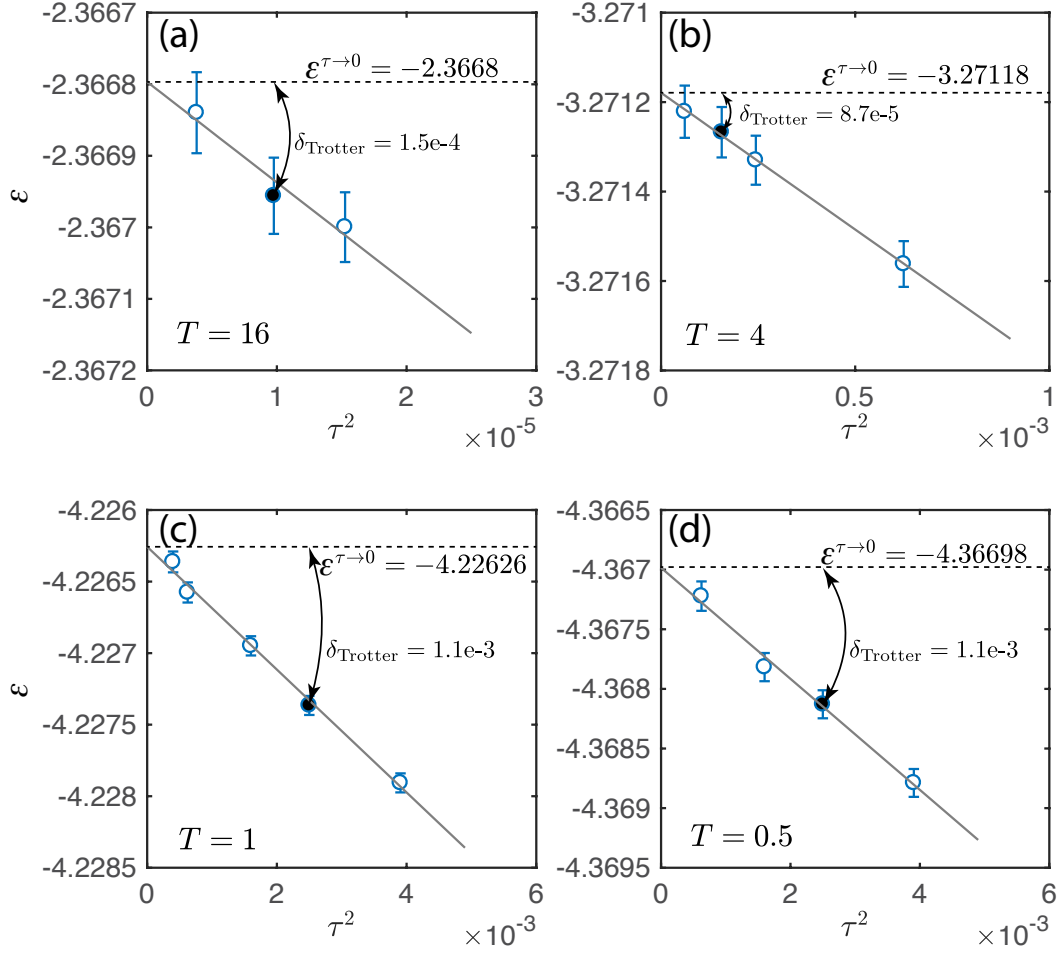 (a)
-2.3667
-2.3668
-2.3669
-2.367
-2.3671
-2.3672
ε
ε^{τ→0} = −2.3668
δ_Trotter = 1.5e-4
T = 16
0 1 2 3
τ² ×10⁻⁵
(b)
-3.271
-3.2712
-3.2714
-3.2716
-3.2718
ε^{τ→0} = −3.27118
δ_Trotter = 8.7e-5
T = 4
0 0.5 1
τ² ×10⁻³
(c)
-4.226
-4.2265
-4.227
-4.2275
-4.228
-4.2285
ε
ε^{τ→0} = −4.22626
δ_Trotter = 1.1e-3
T = 1
0 2 4 6
τ² ×10⁻³
(d)
-4.3665
-4.367
-4.3675
-4.368
-4.3685
-4.369
-4.3695
ε^{τ→0} = −4.36698
δ_Trotter = 1.1e-3
T = 0.5
0 2 4 6
τ² ×10⁻³